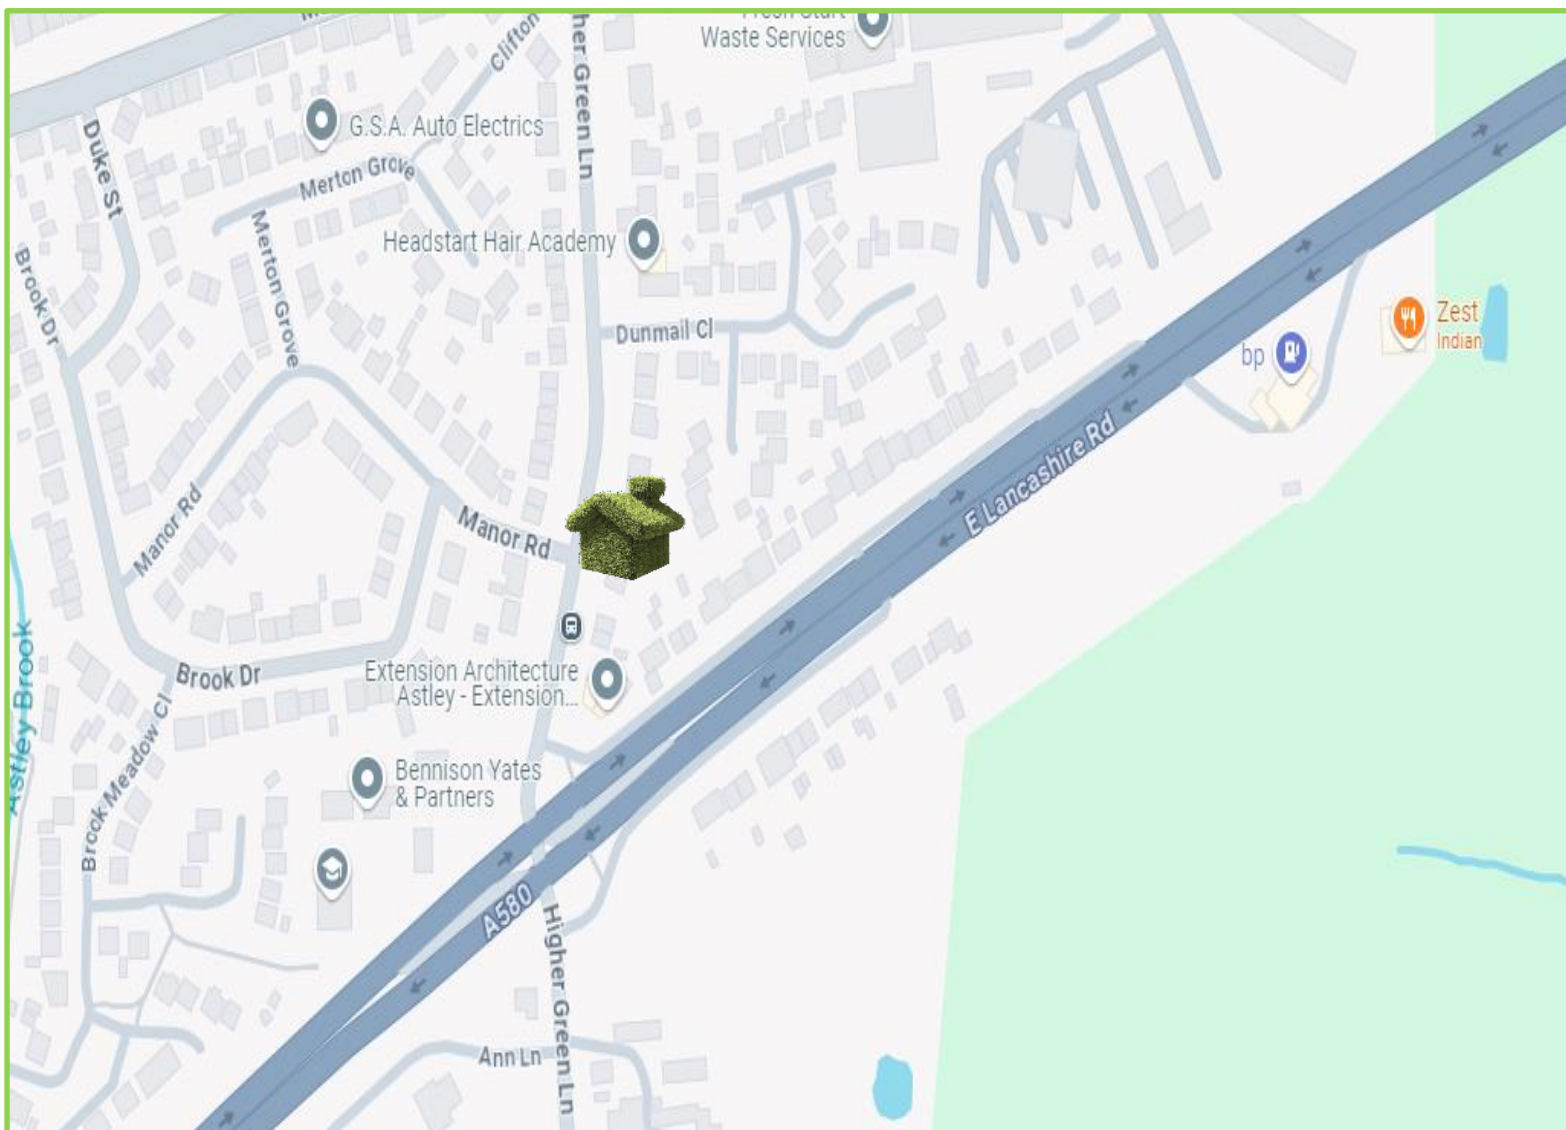 Waste Services
Clifton
her Green Ln
G.S.A. Auto Electrics
Duke St
Merton Grove
Headstart Hair Academy
Merton Grove
Brook Dr
Dunmail Cl
Zest
Indian
bp
E Lancashire Rd
Manor Rd
Manor Rd
Astley Brook
Brook Dr
Extension Architecture
Astley - Extension...
Brook Meadow Cl
Bennison Yates
& Partners
A580
Higher Green Ln
Ann Ln